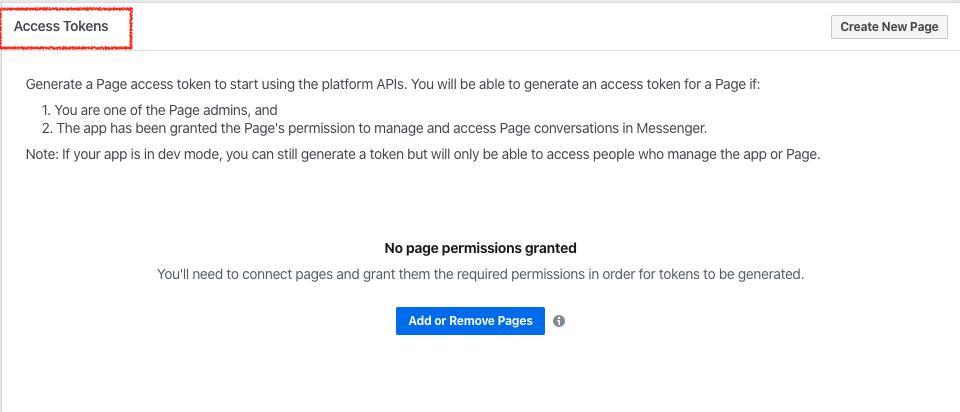 Access Tokens
Create New Page
Generate a Page access token to start using the platform APIs. You will be able to generate an access token for a Page if:
1. You are one of the Page admins, and
2. The app has been granted the Page's permission to manage and access Page conversations in Messenger.
Note: If your app is in dev mode, you can still generate a token but will only be able to access people who manage the app or Page.
No page permissions granted
You'll need to connect pages and grant them the required permissions in order for tokens to be generated.
Add or Remove Pages